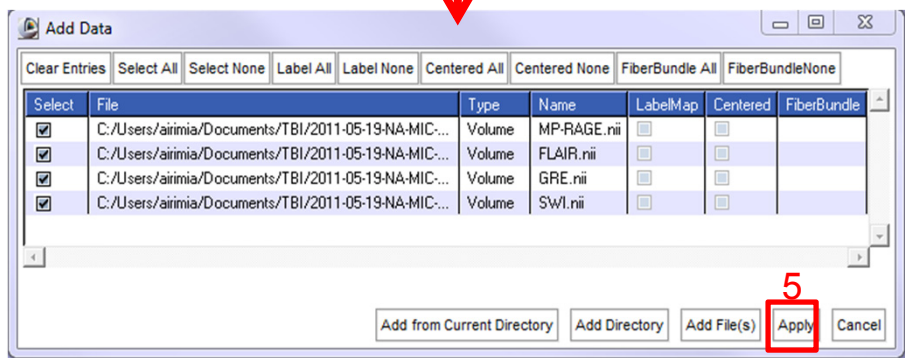 Add Data
Clear Entries Select All Select None Label All Label None Centered All Centered None FiberBundle All FiberBundleNone
Select File Type Name LabelMap Centered FiberBundle
C:/Users/airimia/Documents/TBI/2011-05-19-NA-MIC-... Volume MP-RAGE.nii
C:/Users/airimia/Documents/TBI/2011-05-19-NA-MIC-... Volume FLAIR.nii
C:/Users/airimia/Documents/TBI/2011-05-19-NA-MIC-... Volume GRE.nii
C:/Users/airimia/Documents/TBI/2011-05-19-NA-MIC-... Volume SWI.nii
5
Add from Current Directory Add Directory Add File(s) Apply Cancel